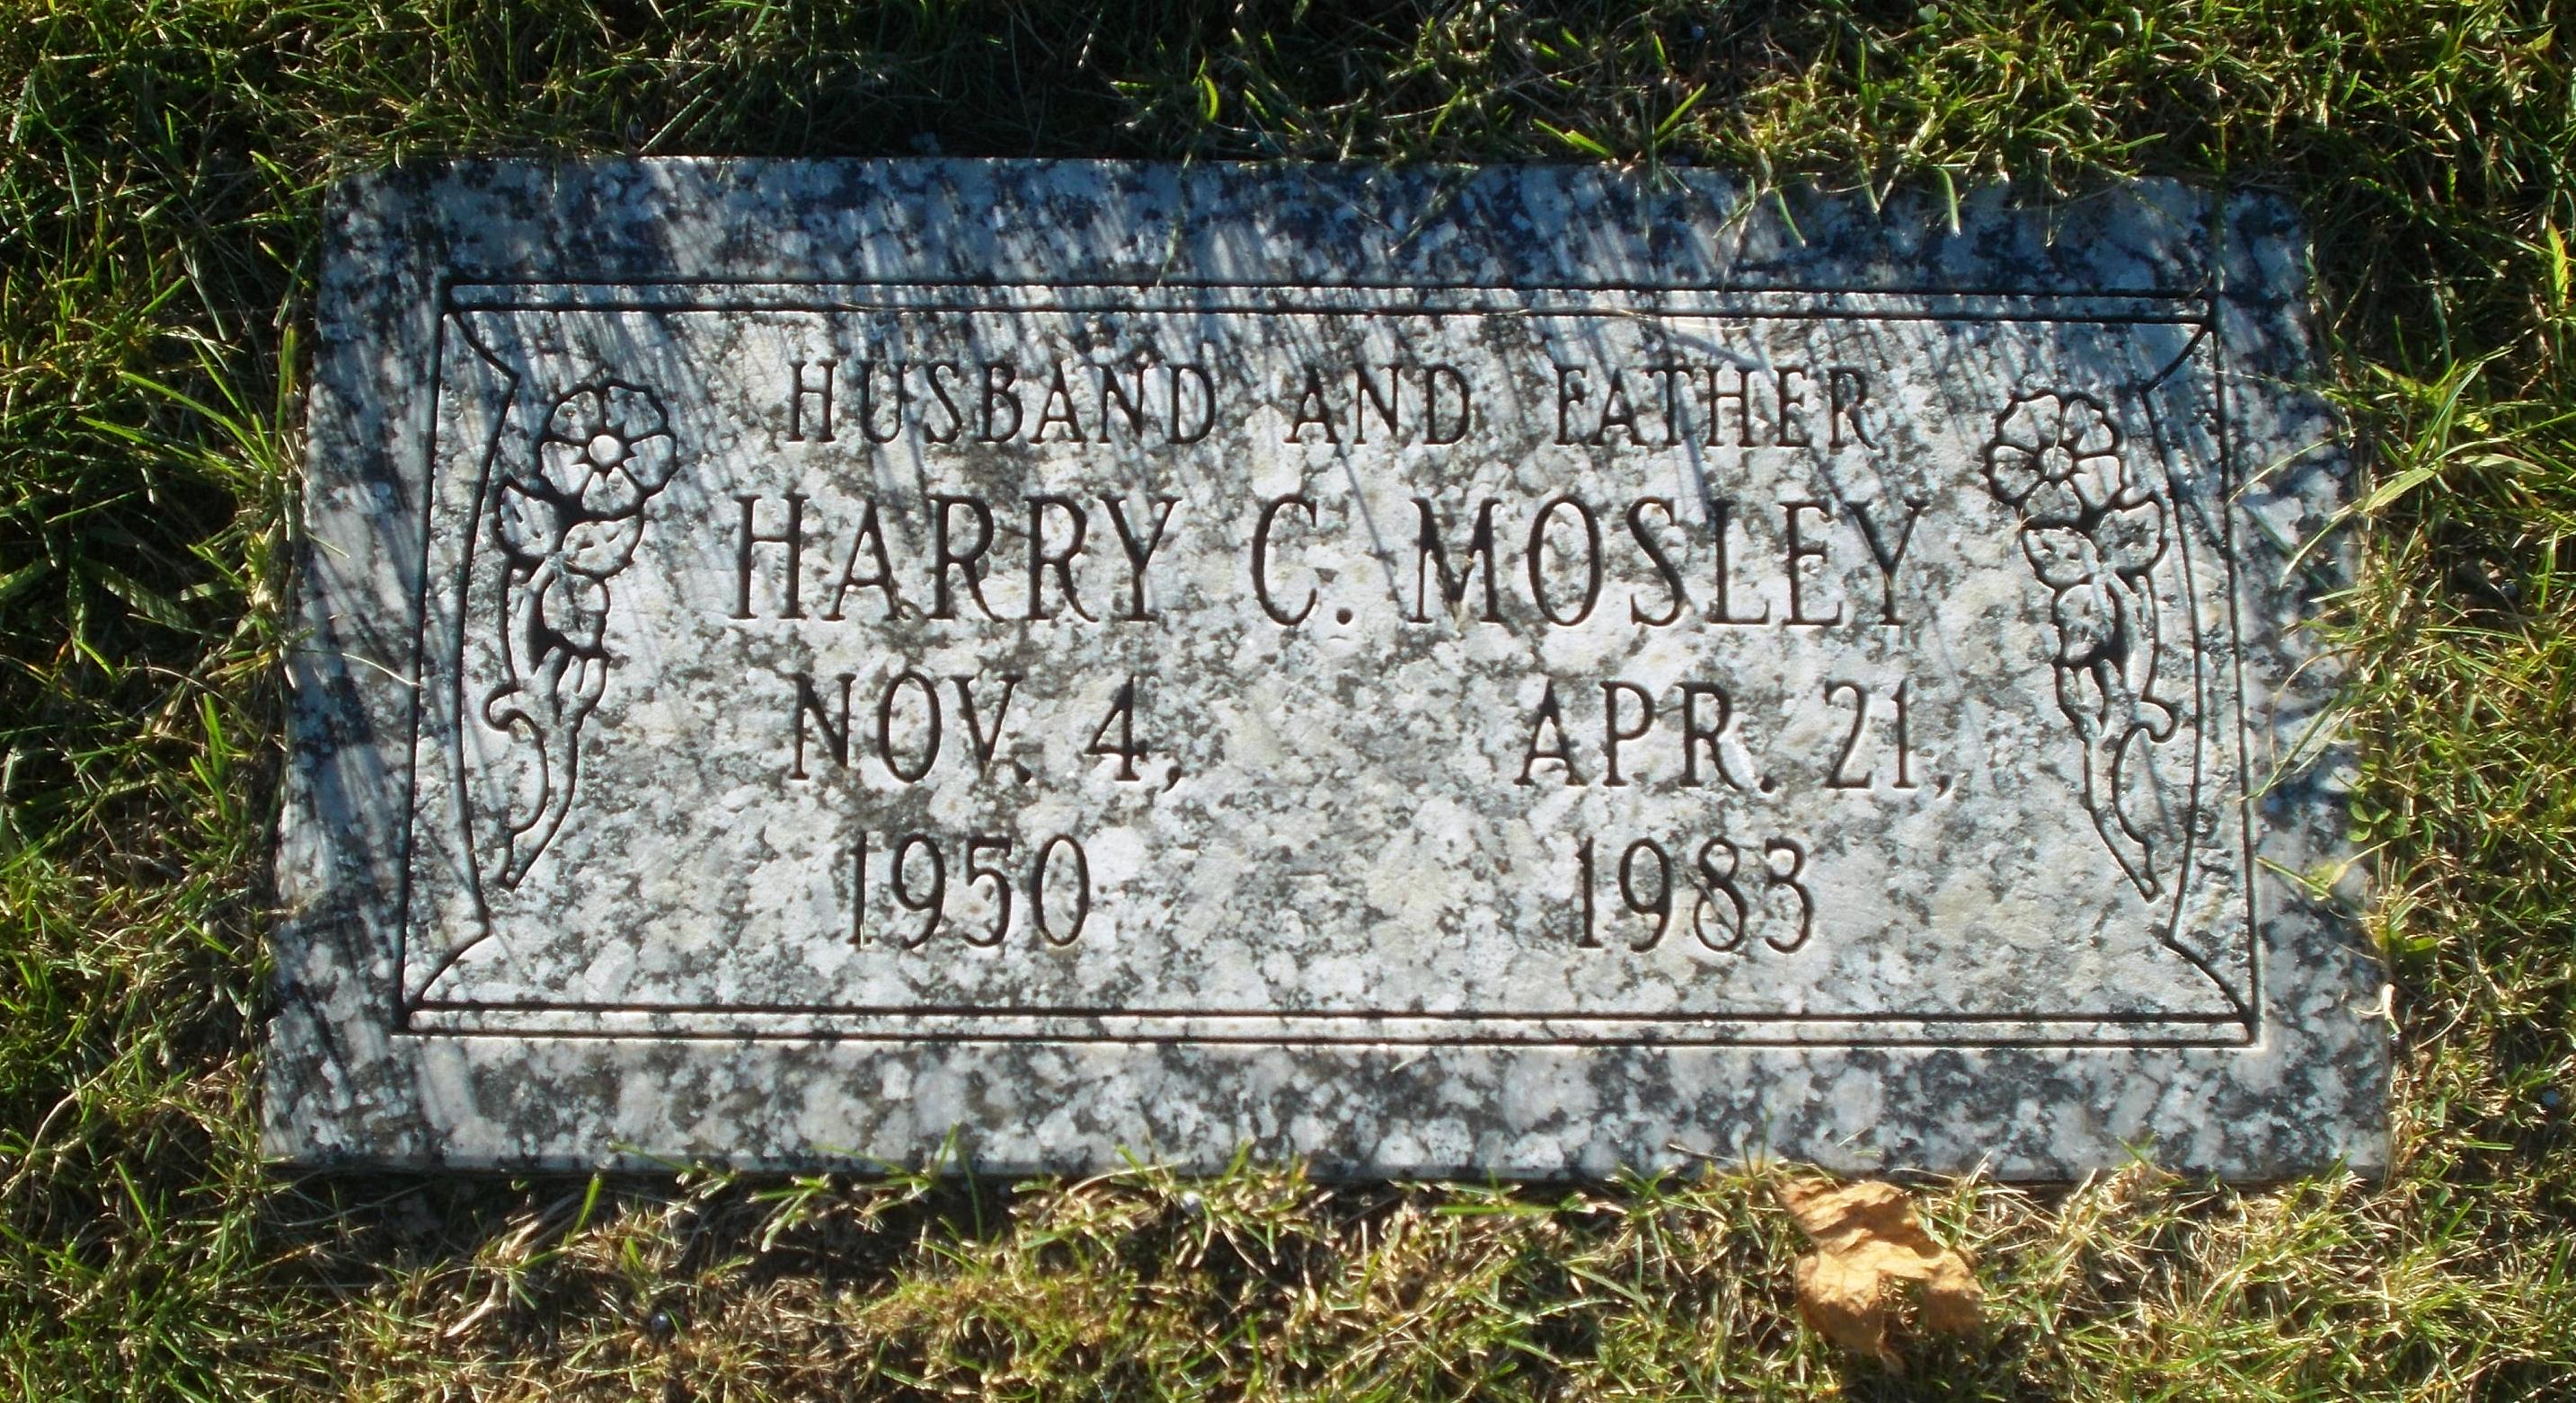 HUSBAND AND FATHER
HARRY C. MOSLEY
NOV. 4, APR. 21,
1950 1983